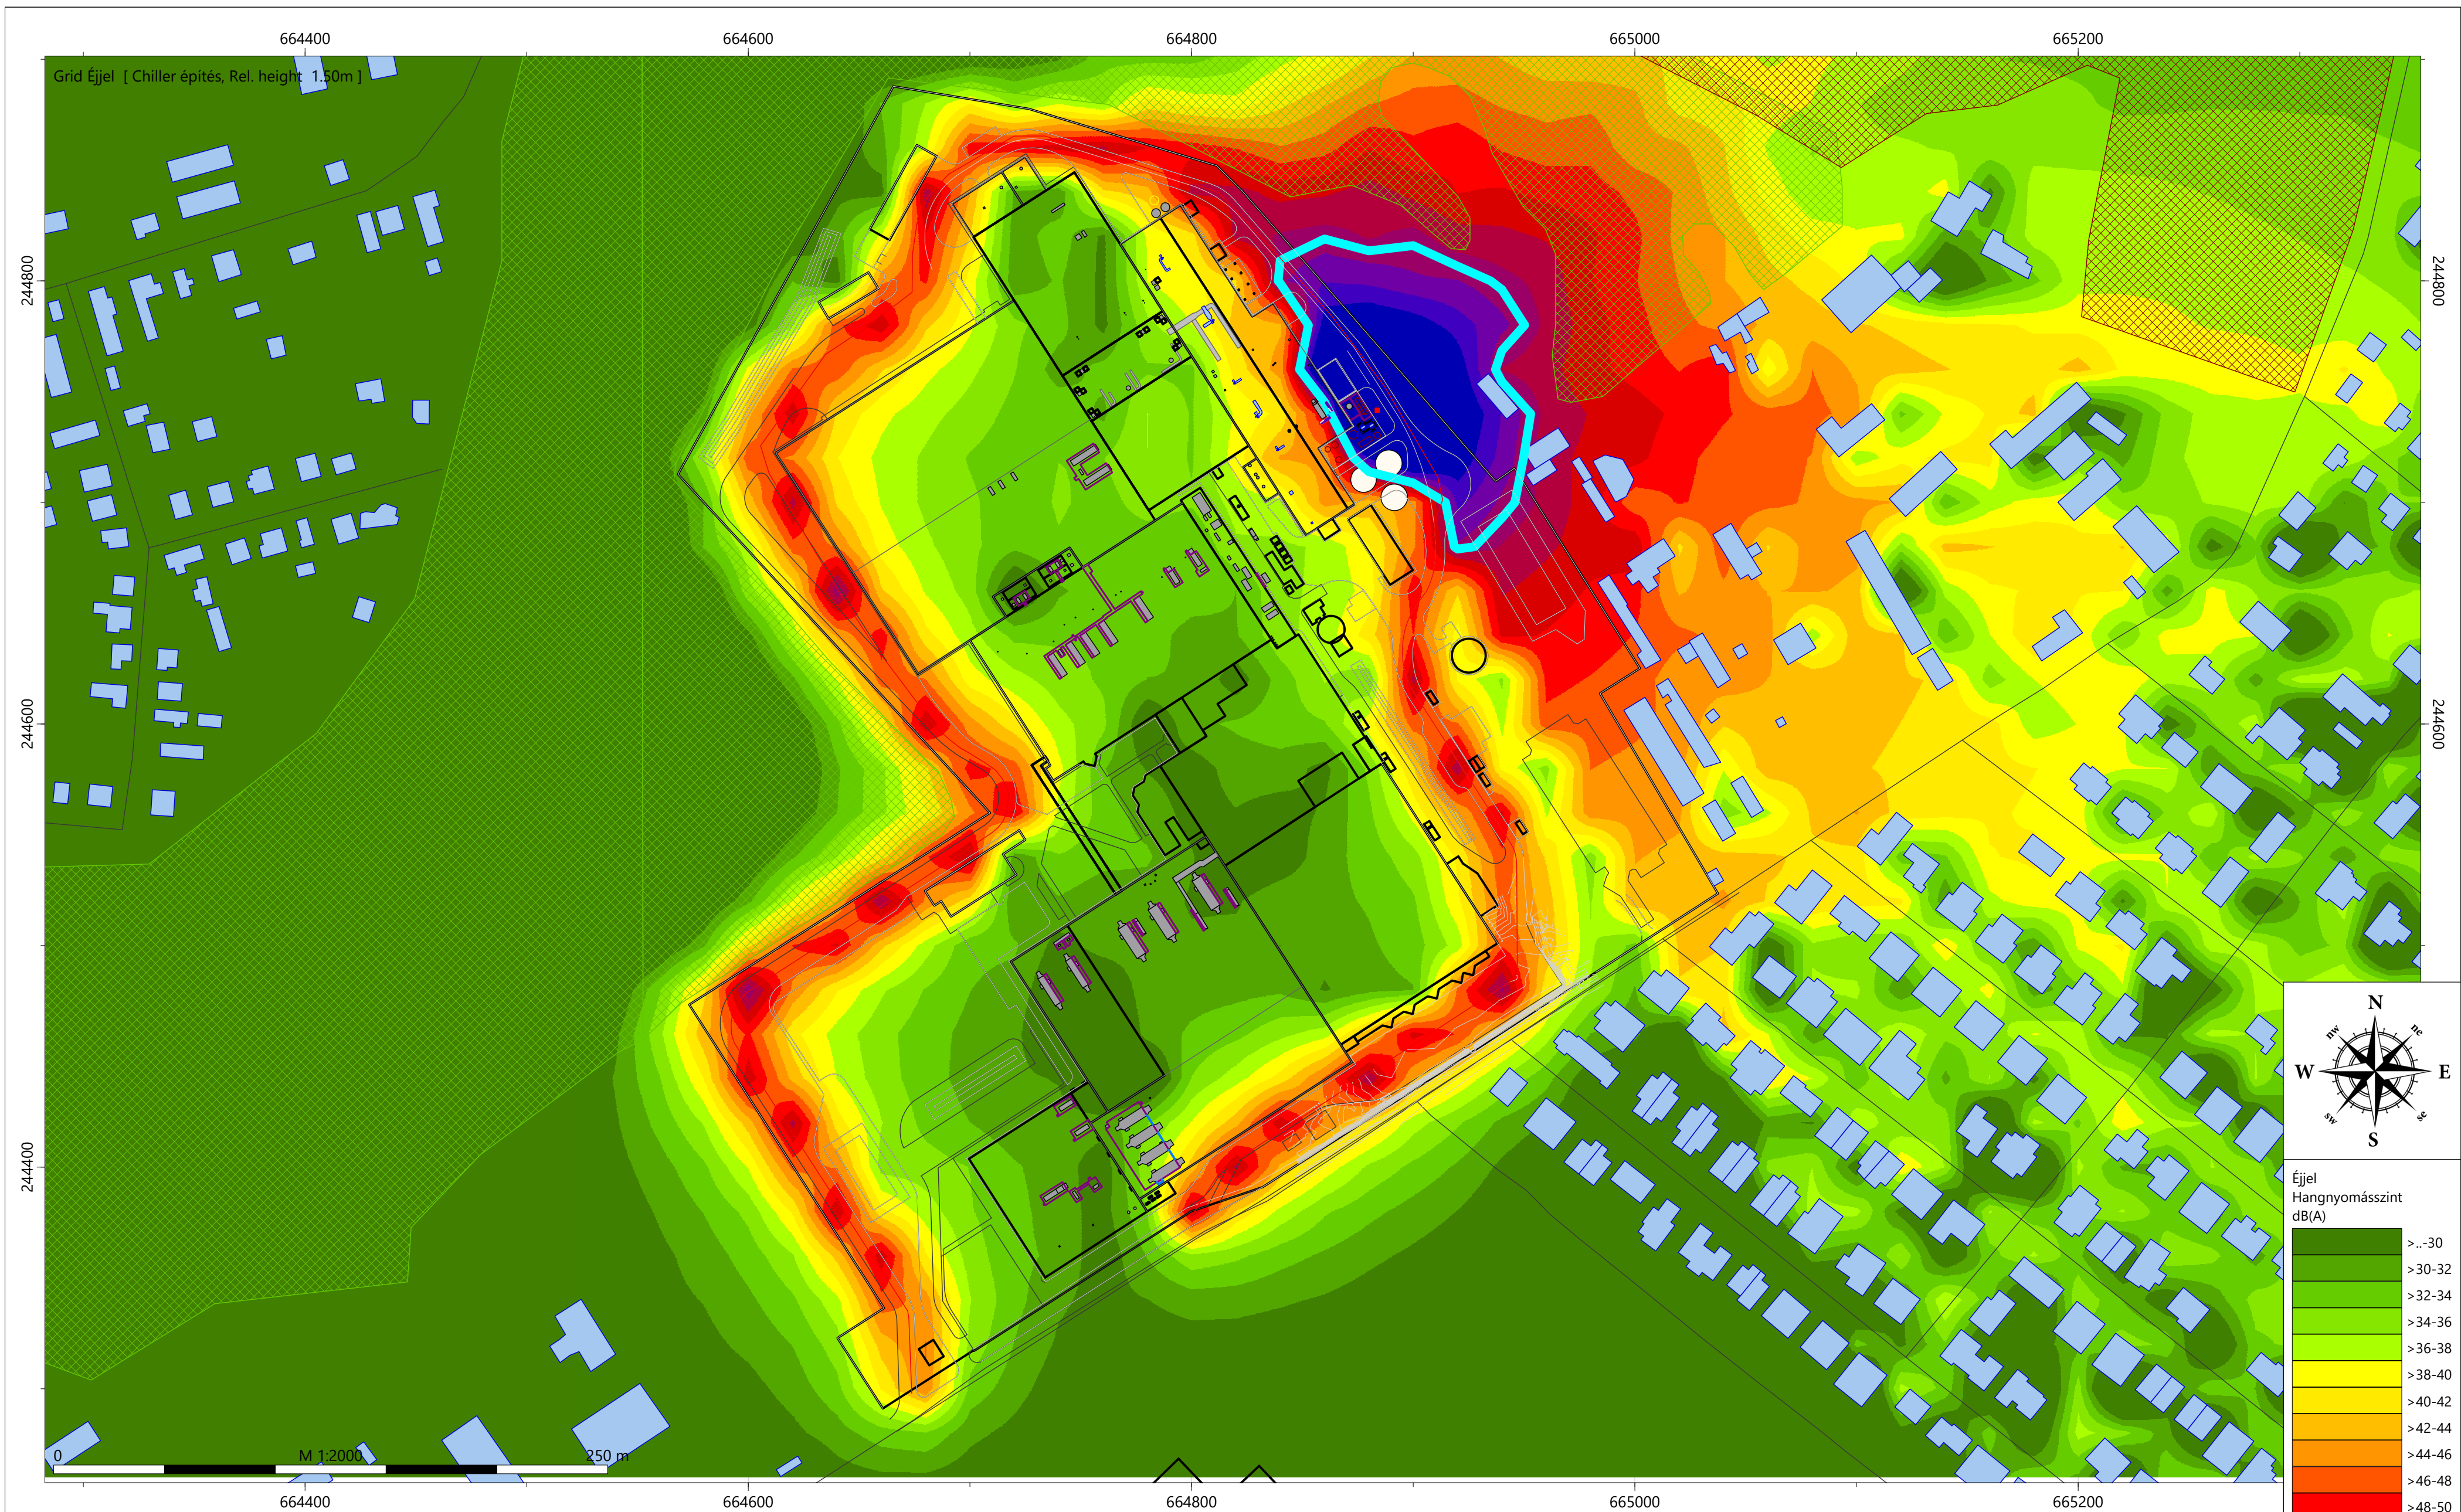 664400 664600 664800 665000 665200
Grid Éjjel [ Chiller építés, Rel. height 1.50m ]
244800 244800
244600 244600
244400
N
nw ne
W E
sw se
S
Éjjel
Hangnyomásszint
dB(A)
>..-30
>30-32
>32-34
>34-36
>36-38
>38-40
>40-42
>42-44
>44-46
>46-48
>48-50
0 M 1:2000 250 m
664400 664600 664800 665000 665200